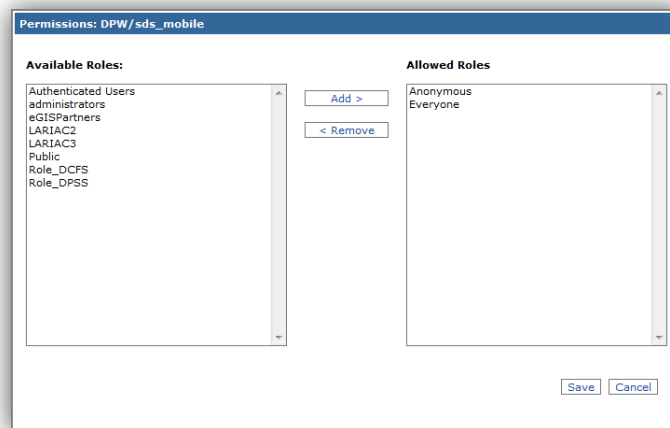 Permissions: DPW/sds_mobile
Available Roles:
Allowed Roles
Authenticated Users
administrators
eGISPartners
LARIAC2
LARIAC3
Public
Role_DCFS
Role_DPSS
Add >
< Remove
Anonymous
Everyone
Save
Cancel